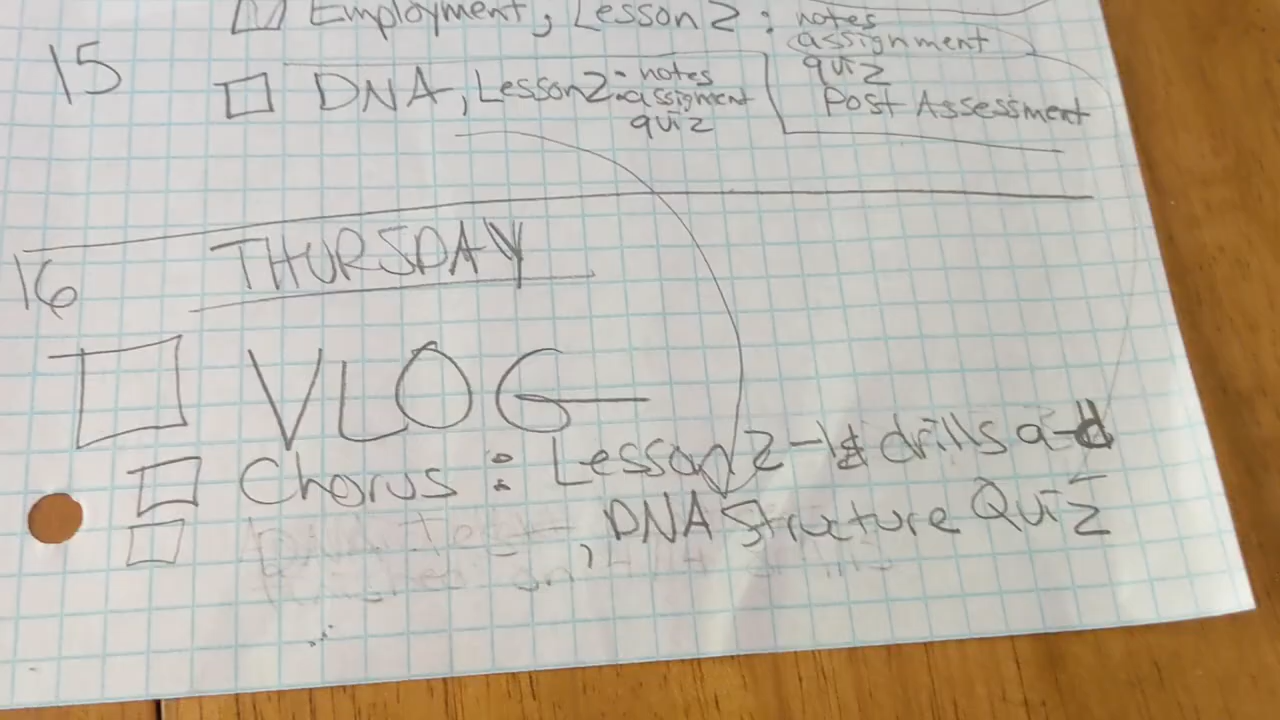 Employment, Lesson 2: notes
assignment
quiz
Post Assessment
15
DNA, Lesson 2: notes
assigment
quiz
16
THURSDAY
VLOG
Chorus: Lesson 2-1 drills a-d
, DNA Structure Quiz